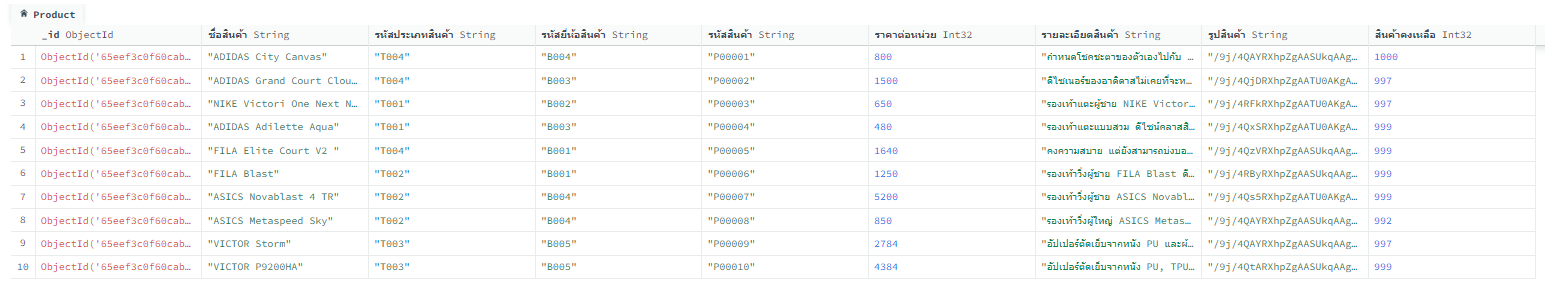 Product
_id ObjectId ชื่อสินค้า String รหัสประเภทสินค้า String รหัสยี่ห้อสินค้า String รหัสสินค้า String ราคาต่อหน่วย Int32 รายละเอียดสินค้า String รูปสินค้า String สินค้าคงเหลือ Int32
1 ObjectId('65eef3c0f60cab… "ADIDAS City Canvas" "T004" "B004" "P00001" 800 "กำหนดโชคชะตาของตัวเองไปกับ … "/9j/4QAYRXhpZgAASUkqAAg… 1000
2 ObjectId('65eef3c0f60cab… "ADIDAS Grand Court Clou… "T004" "B003" "P00002" 1500 "ดีไซเนอร์ของอาดิดาสไม่เคยที่จะห… "/9j/4QjDRXhpZgAATU0AKgA… 997
3 ObjectId('65eef3c0f60cab… "NIKE Victori One Next N… "T001" "B002" "P00003" 650 "รองเท้าแตะผู้ชาย NIKE Victor… "/9j/4RFkRXhpZgAATU0AKgA… 997
4 ObjectId('65eef3c0f60cab… "ADIDAS Adilette Aqua" "T001" "B003" "P00004" 480 "รองเท้าแตะแบบสวม ดีไซน์คลาสสิ… "/9j/4QxSRXhpZgAATU0AKgA… 999
5 ObjectId('65eef3c0f60cab… "FILA Elite Court V2 " "T004" "B001" "P00005" 1640 "คงความสบาย แต่ยังสามารถบ่งบอ… "/9j/4QzVRXhpZgAASUkqAAg… 999
6 ObjectId('65eef3c0f60cab… "FILA Blast" "T002" "B001" "P00006" 1250 "รองเท้าวิ่งผู้ชาย FILA Blast ดี… "/9j/4RByRXhpZgAASUkqAAg… 999
7 ObjectId('65eef3c0f60cab… "ASICS Novablast 4 TR" "T002" "B004" "P00007" 5200 "รองเท้าวิ่งผู้ชาย ASICS Novabl… "/9j/4Qs5RXhpZgAATU0AKgA… 999
8 ObjectId('65eef3c0f60cab… "ASICS Metaspeed Sky" "T002" "B004" "P00008" 850 "รองเท้าวิ่งผู้ใหญ่ ASICS Metas… "/9j/4QAYRXhpZgAASUkqAAg… 992
9 ObjectId('65eef3c0f60cab… "VICTOR Storm" "T003" "B005" "P00009" 2784 "อัปเปอร์ตัดเย็บจากหนัง PU และผ้… "/9j/4QAYRXhpZgAASUkqAAg… 997
10 ObjectId('65eef3c0f60cab… "VICTOR P9200HA" "T003" "B005" "P00010" 4384 "อัปเปอร์ตัดเย็บจากหนัง PU, TPU… "/9j/4QtARXhpZgAASUkqAAg… 999